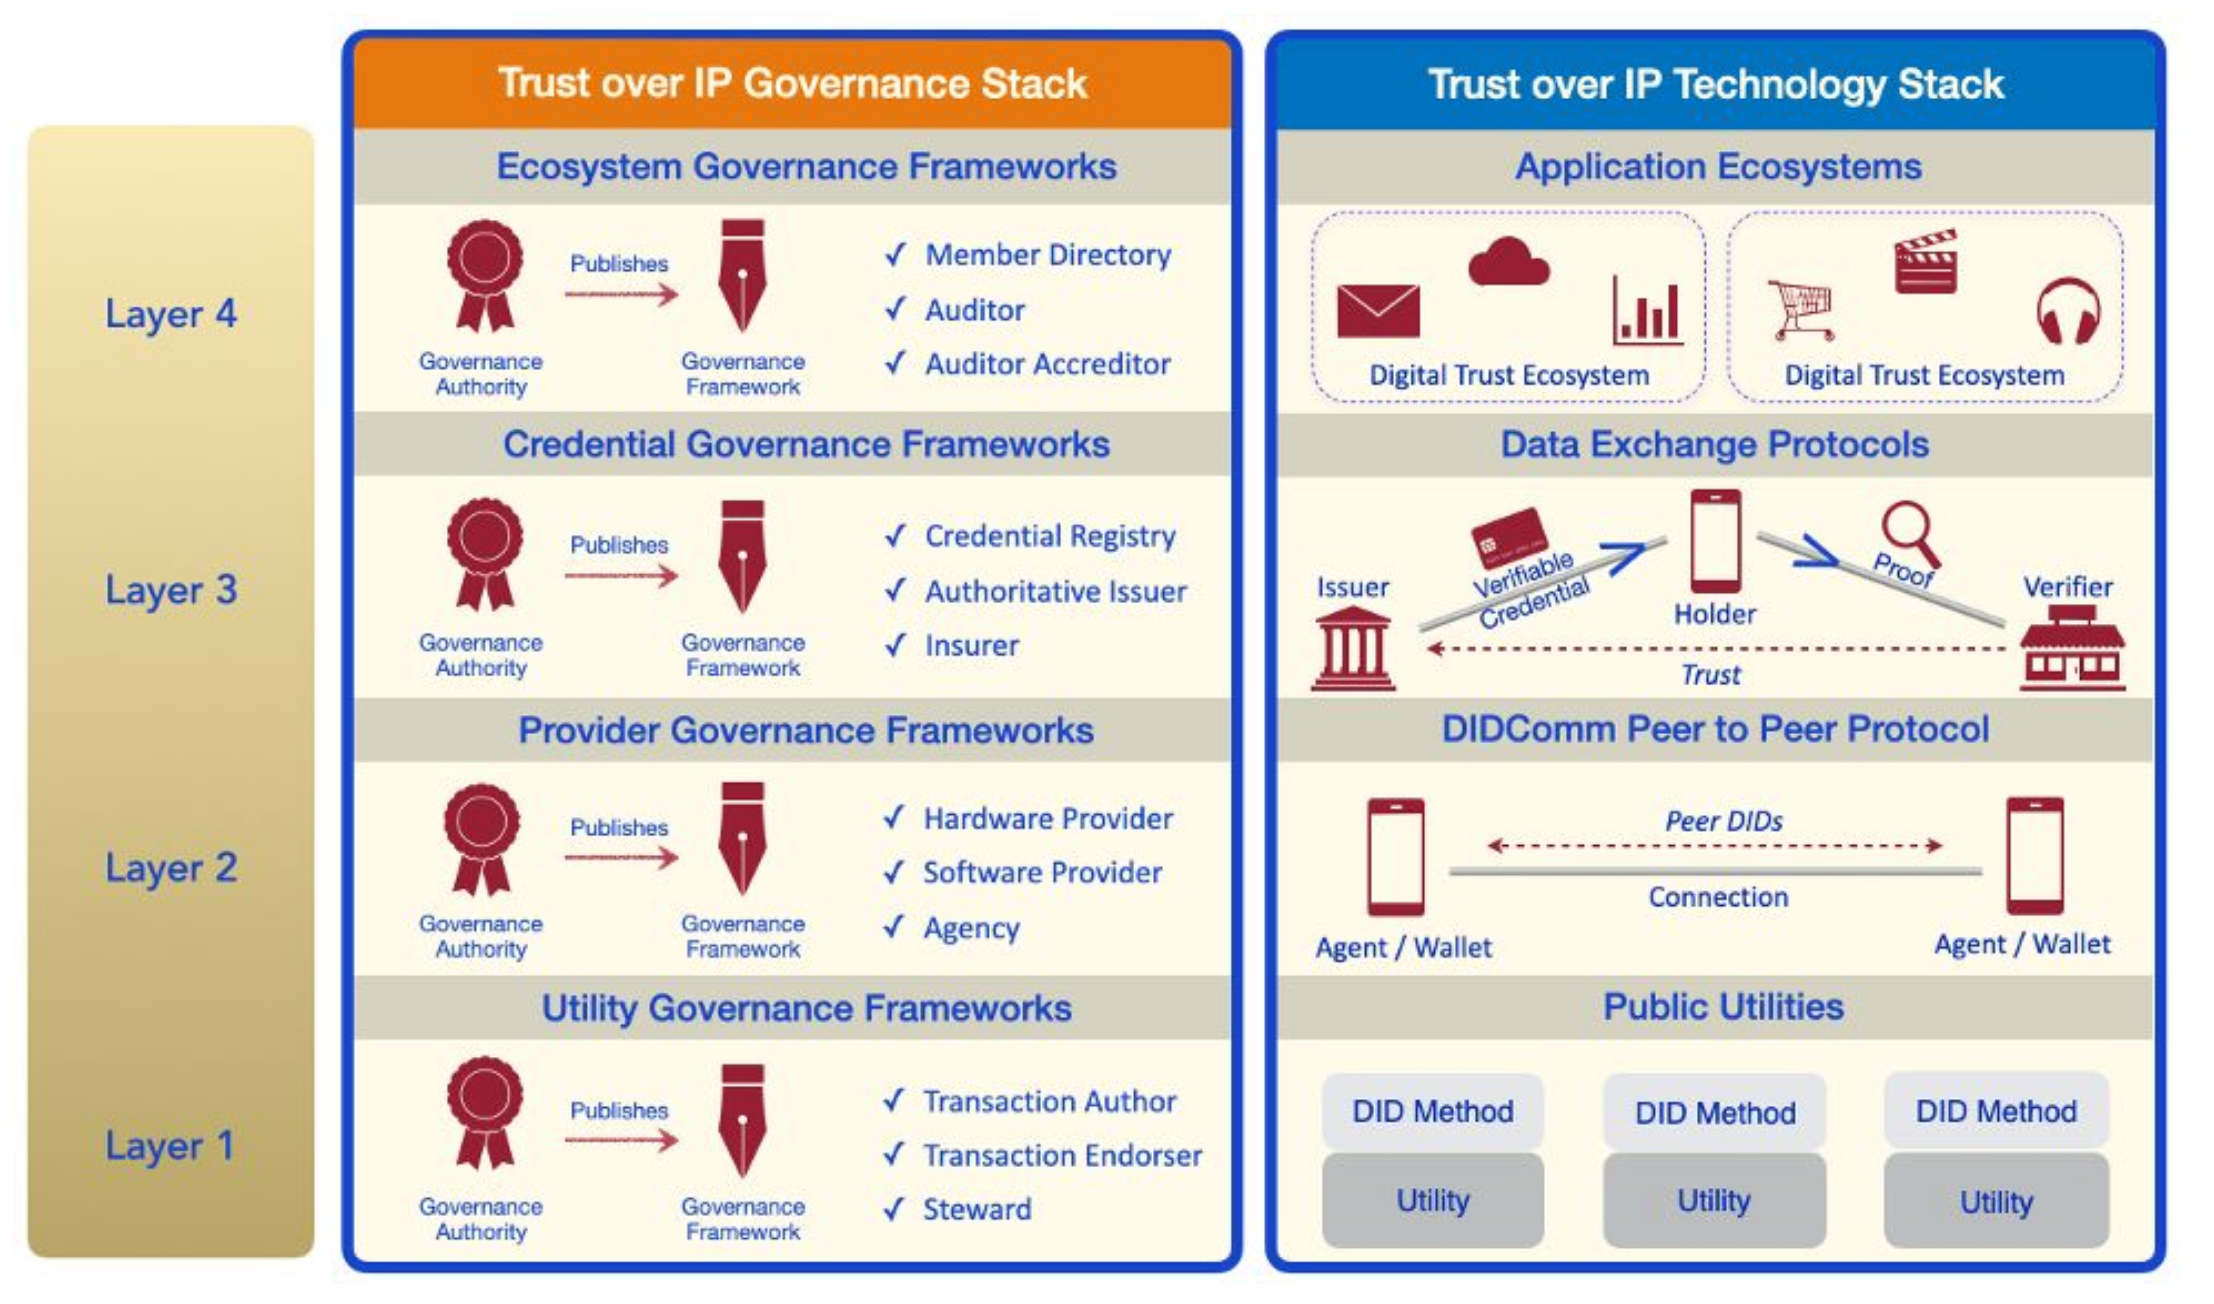 Trust over IP Governance Stack
Trust over IP Technology Stack
Layer 4
Ecosystem Governance Frameworks
Publishes
Governance
Authority
Governance
Framework
✓ Member Directory
✓ Auditor
✓ Auditor Accreditor
Application Ecosystems
Digital Trust Ecosystem
Digital Trust Ecosystem
Layer 3
Credential Governance Frameworks
Publishes
Governance
Authority
Governance
Framework
✓ Credential Registry
✓ Authoritative Issuer
✓ Insurer
Data Exchange Protocols
Issuer
Verifiable
Credential
Holder
Proof
Verifier
Trust
Layer 2
Provider Governance Frameworks
Publishes
Governance
Authority
Governance
Framework
✓ Hardware Provider
✓ Software Provider
✓ Agency
DIDComm Peer to Peer Protocol
Peer DIDs
Connection
Agent / Wallet
Agent / Wallet
Layer 1
Utility Governance Frameworks
Publishes
Governance
Authority
Governance
Framework
✓ Transaction Author
✓ Transaction Endorser
✓ Steward
Public Utilities
DID Method
DID Method
DID Method
Utility
Utility
Utility